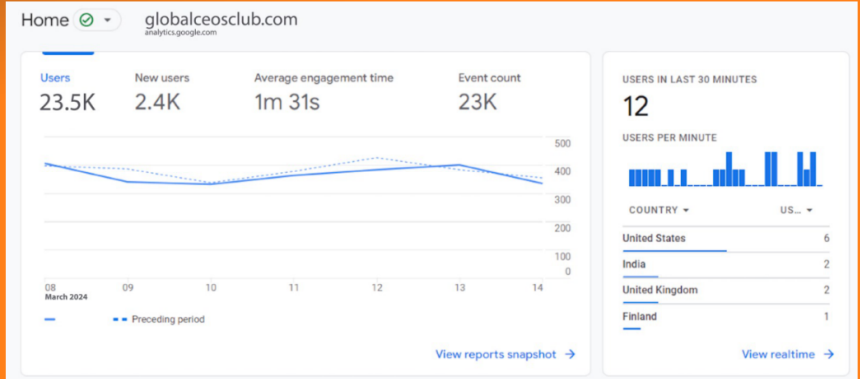 Home
globalceosclub.com
analytics.google.com
Users
New users
Average engagement time
Event count
23.5K
2.4K
1m 31s
23K
500
400
300
200
100
0
08
09
10
11
12
13
14
March 2024
Preceding period
View reports snapshot →
USERS IN LAST 30 MINUTES
12
USERS PER MINUTE
COUNTRY
US...
United States 6
India 2
United Kingdom 2
Finland 1
View realtime →